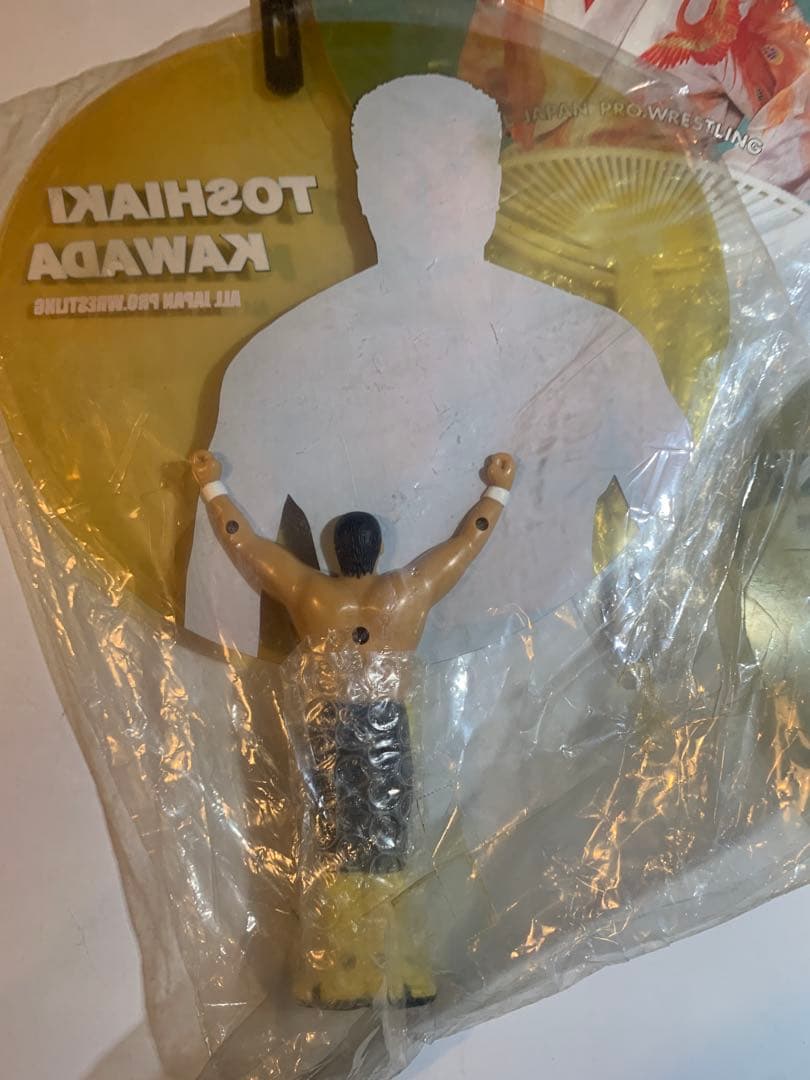 JAPAN PRO.WRESTLING
TOSHIAKI
KAWADA
ALL JAPAN PRO.WRESTLING